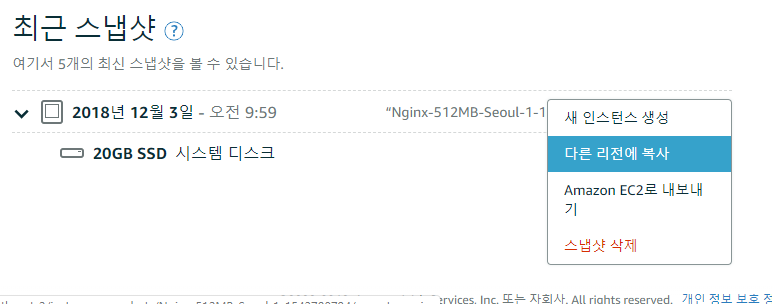 최근 스냅샷 ?
여기서 5개의 최신 스냅샷을 볼 수 있습니다.
2018년 12월 3일 - 오전 9:59
“Nginx-512MB-Seoul-1-1
새 인스턴스 생성
20GB SSD 시스템 디스크
다른 리전에 복사
Amazon EC2로 내보내
기
스냅샷 삭제
Services, Inc. 또는 자회사. All rights reserved. 개인 정보 보호 정